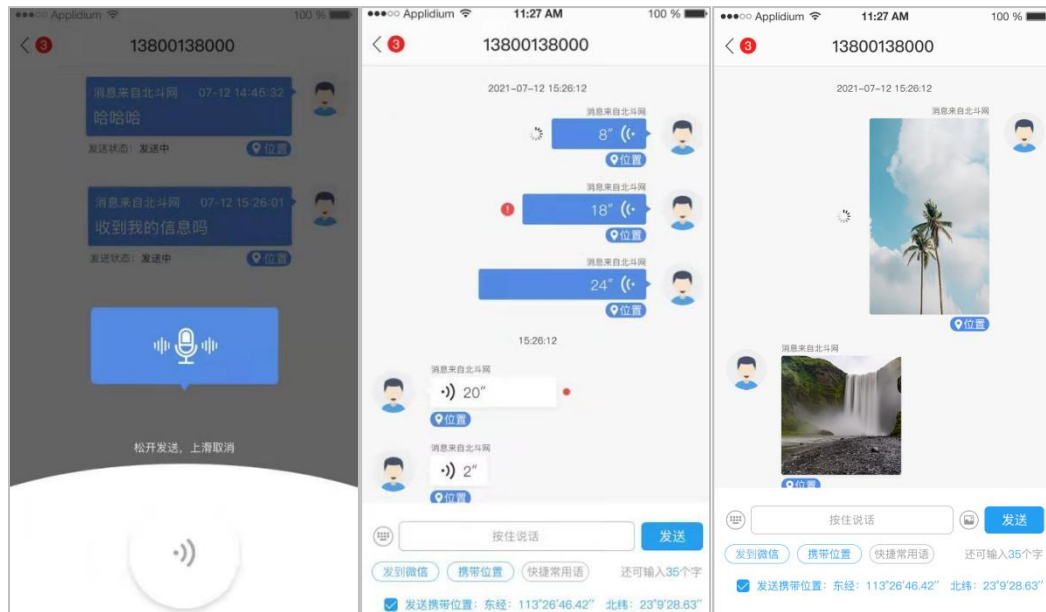 Applidium 100 %
3 13800138000
消息来自北斗网 07-12 14:45:32
哈哈哈
发送状态：发送中 位置
消息来自北斗网 07-12 15:26:01
收到我的信息吗
发送状态：发送中 位置
松开发送，上滑取消
Applidium 11:27 AM 100 %
3 13800138000
2021-07-12 15:26:12
消息来自北斗网
8"
位置
消息来自北斗网
18"
位置
消息来自北斗网
24"
位置
15:26:12
消息来自北斗网
20"
位置
消息来自北斗网
2"
位置
按住说话 发送
发到微信 携带位置 快捷常用语 还可输入35个字
发送携带位置：东经：113°26'46.42" 北纬：23°9'28.63"
Applidium 11:27 AM 100 %
3 13800138000
2021-07-12 15:26:12
消息来自北斗网
位置
消息来自北斗网
位置
按住说话 发送
发到微信 携带位置 快捷常用语 还可输入35个字
发送携带位置：东经：113°26'46.42" 北纬：23°9'28.63"